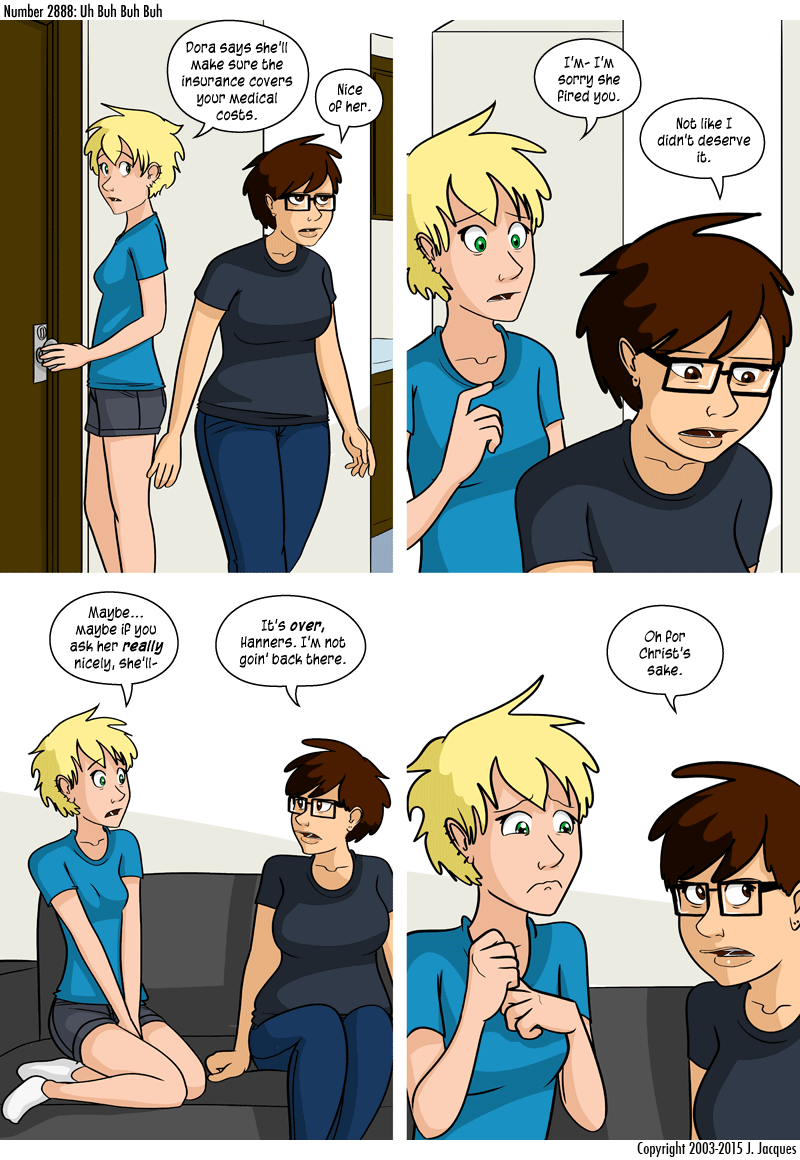 Number 2888: Uh Buh Buh Buh
Dora says she'll
make sure the
insurance covers
your medical
costs.
Nice
of her.
I'm- I'm
sorry she
fired you.
Not like I
didn't deserve
it.
Maybe...
maybe if you
ask her really
nicely, she'll-
It's over,
Hanners. I'm not
goin' back there.
Oh for
Christ's
sake.
Copyright 2003-2015 J. Jacques